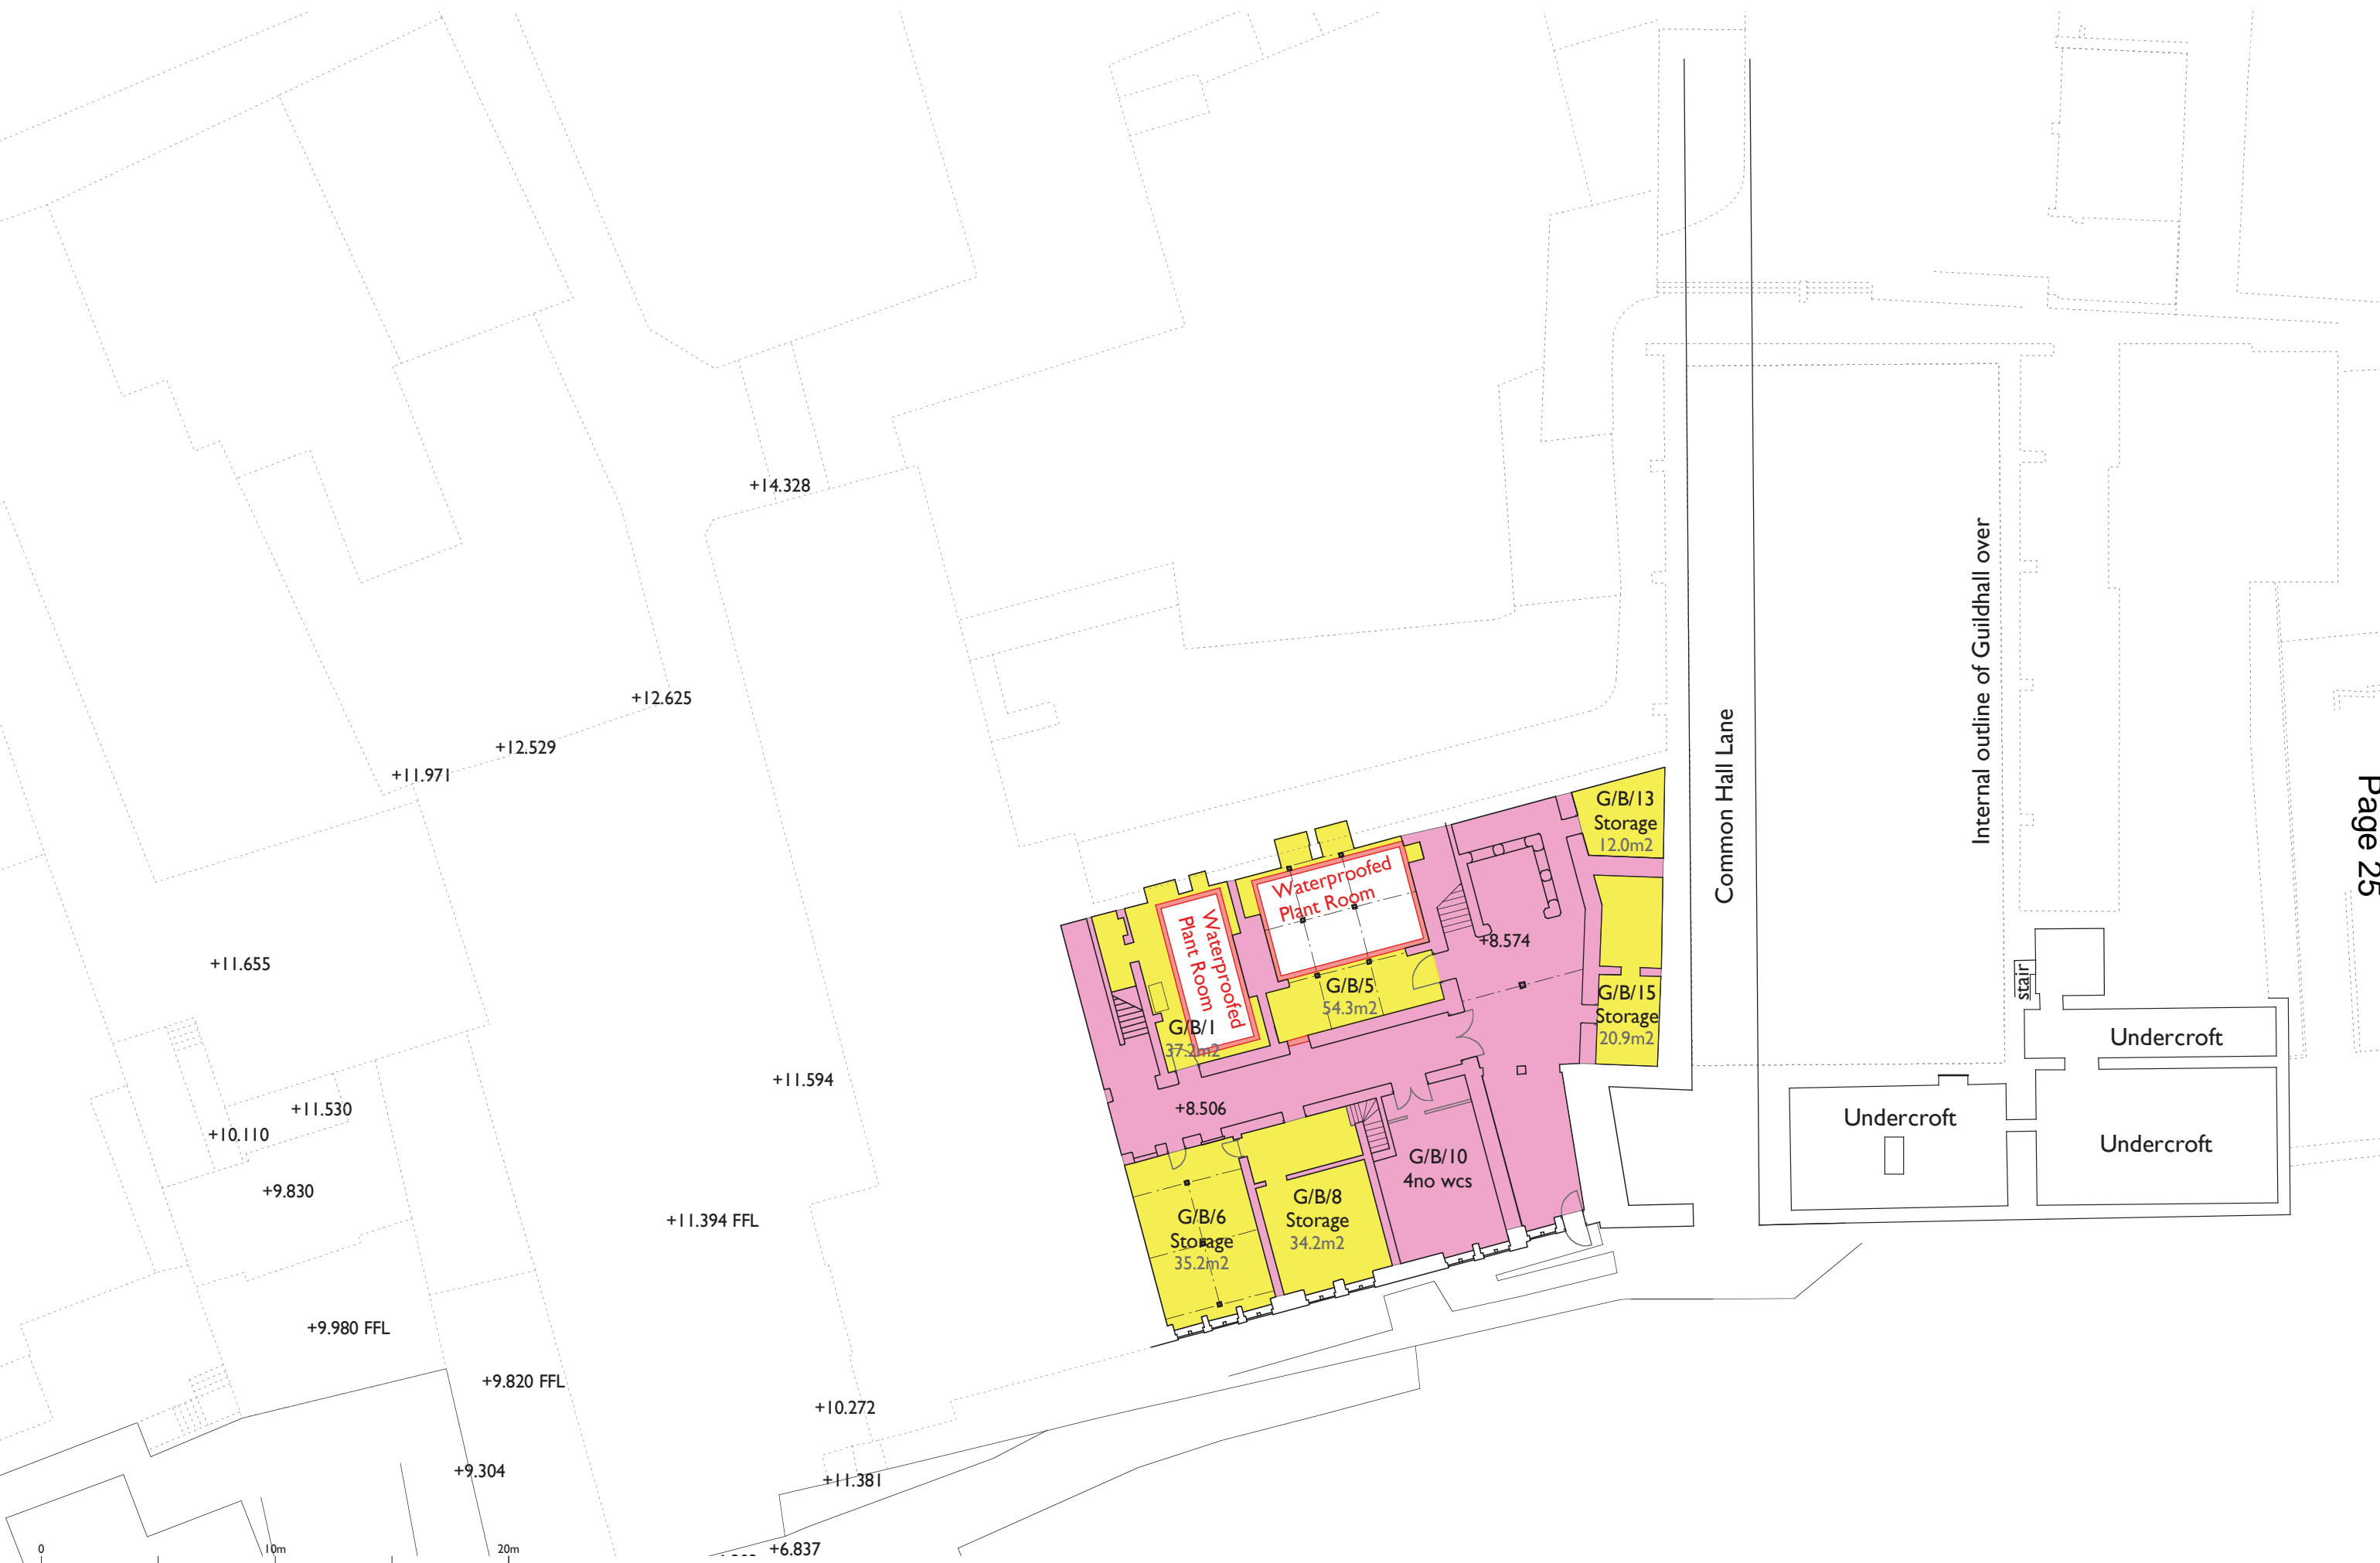 +14.328
+12.625
+12.529
+11.971
Internal outline of Guildhall over
Common Hall Lane
Page 25
G/B/13
Storage
12.0m2
Waterproofed
Plant Room
Waterproofed
Plant Room
+8.574
+11.655
G/B/5
54.3m2
G/B/15
Storage
20.9m2
stair
G/B/1
37.2m2
Undercroft
+11.594
+11.530
+10.110
+8.506
Undercroft
Undercroft
G/B/10
4no wcs
+9.830
G/B/8
Storage
34.2m2
G/B/6
Storage
35.2m2
+11.394 FFL
+9.980 FFL
+9.820 FFL
+10.272
+9.304
+11.381
+6.837
0
10m
20m